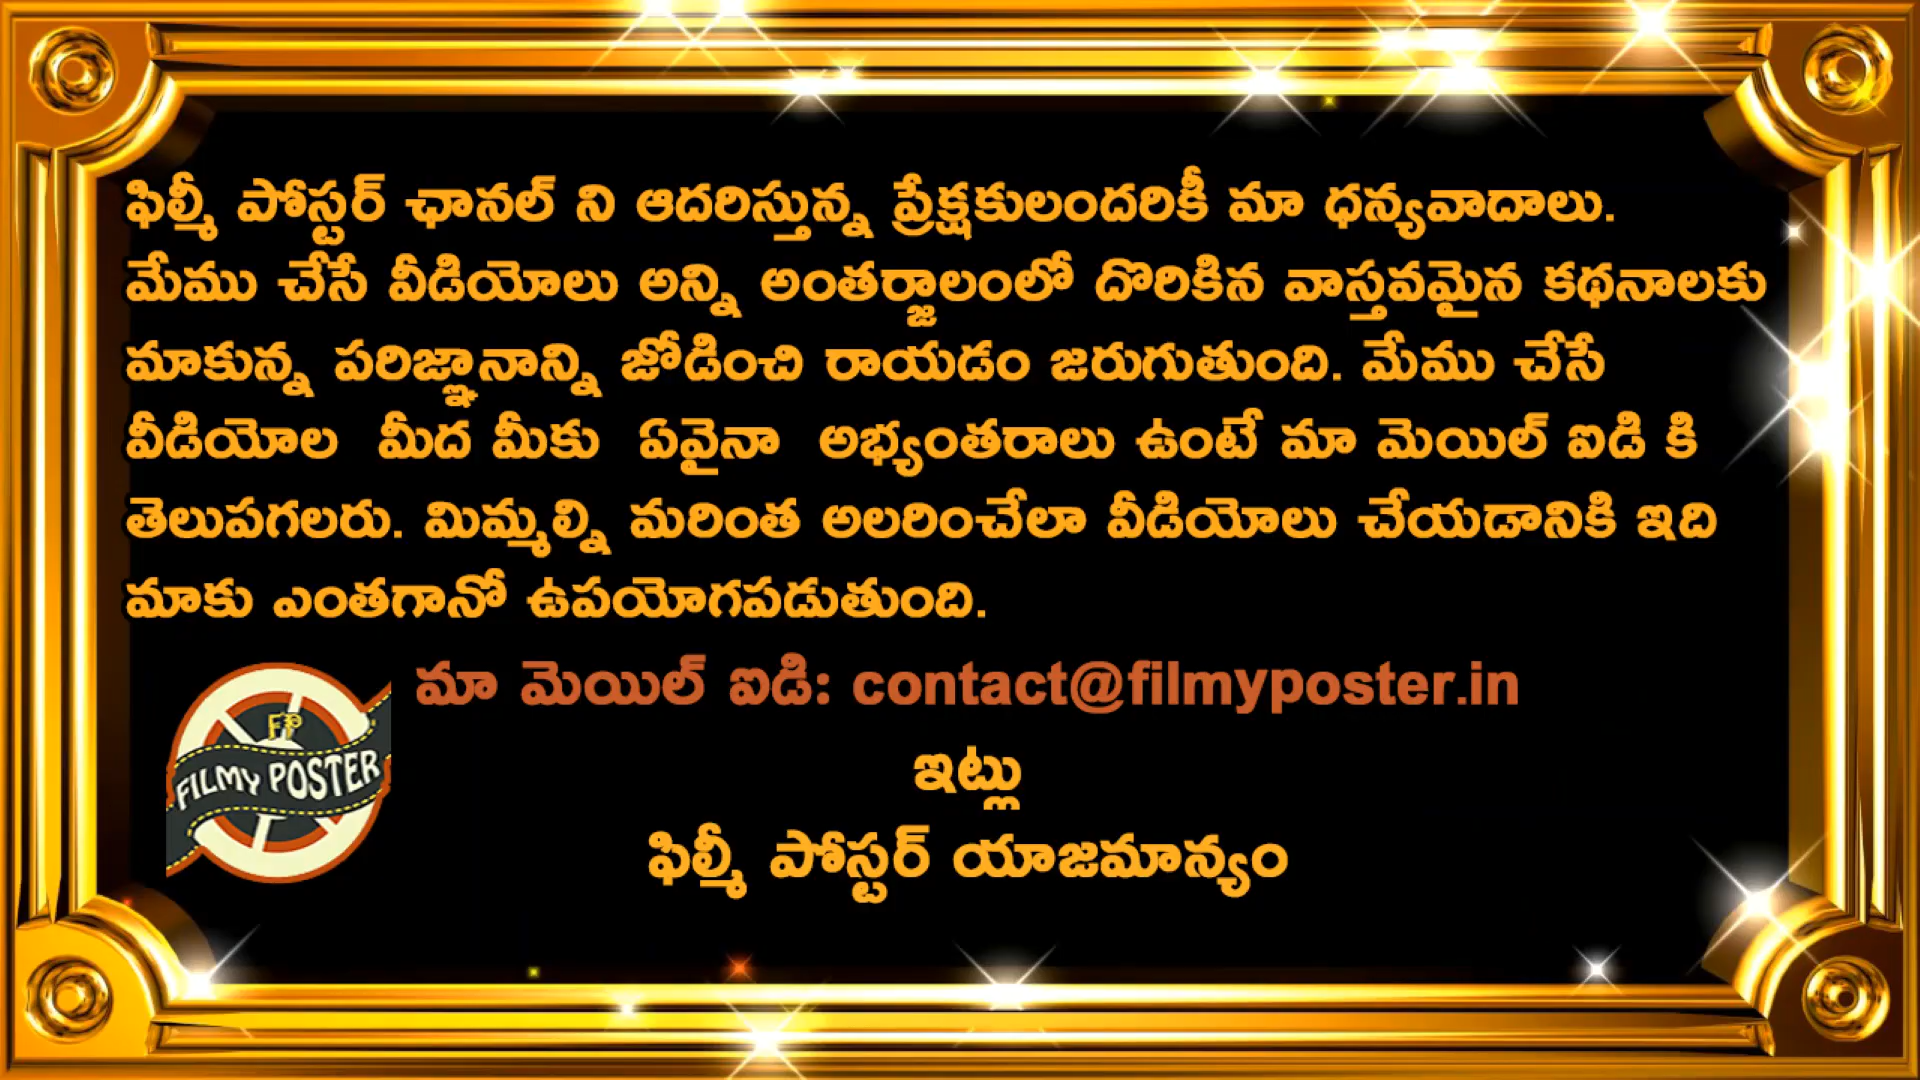 ఫిల్మీ పోస్టర్ ఛానల్ ని ఆదరిస్తున్న ప్రేక్షకులందరికీ మా ధన్యవాదాలు.
మేము చేసే వీడియోలు అన్ని అంతర్జాలంలో దొరికిన వాస్తవమైన కథనాలకు
మాకున్న పరిజ్ఞానాన్ని జోడించి రాయడం జరుగుతుంది. మేము చేసే
వీడియోల మీద మీకు ఏవైనా అభ్యంతరాలు ఉంటే మా మెయిల్ ఐడి కి
తెలుపగలరు. మిమ్మల్ని మరింత అలరించేలా వీడియోలు చేయడానికి ఇది
మాకు ఎంతగానో ఉపయోగపడుతుంది.
మా మెయిల్ ఐడి: contact@filmyposter.in
FP
FILMY POSTER
ఇట్లు
ఫిల్మీ పోస్టర్ యాజమాన్యం